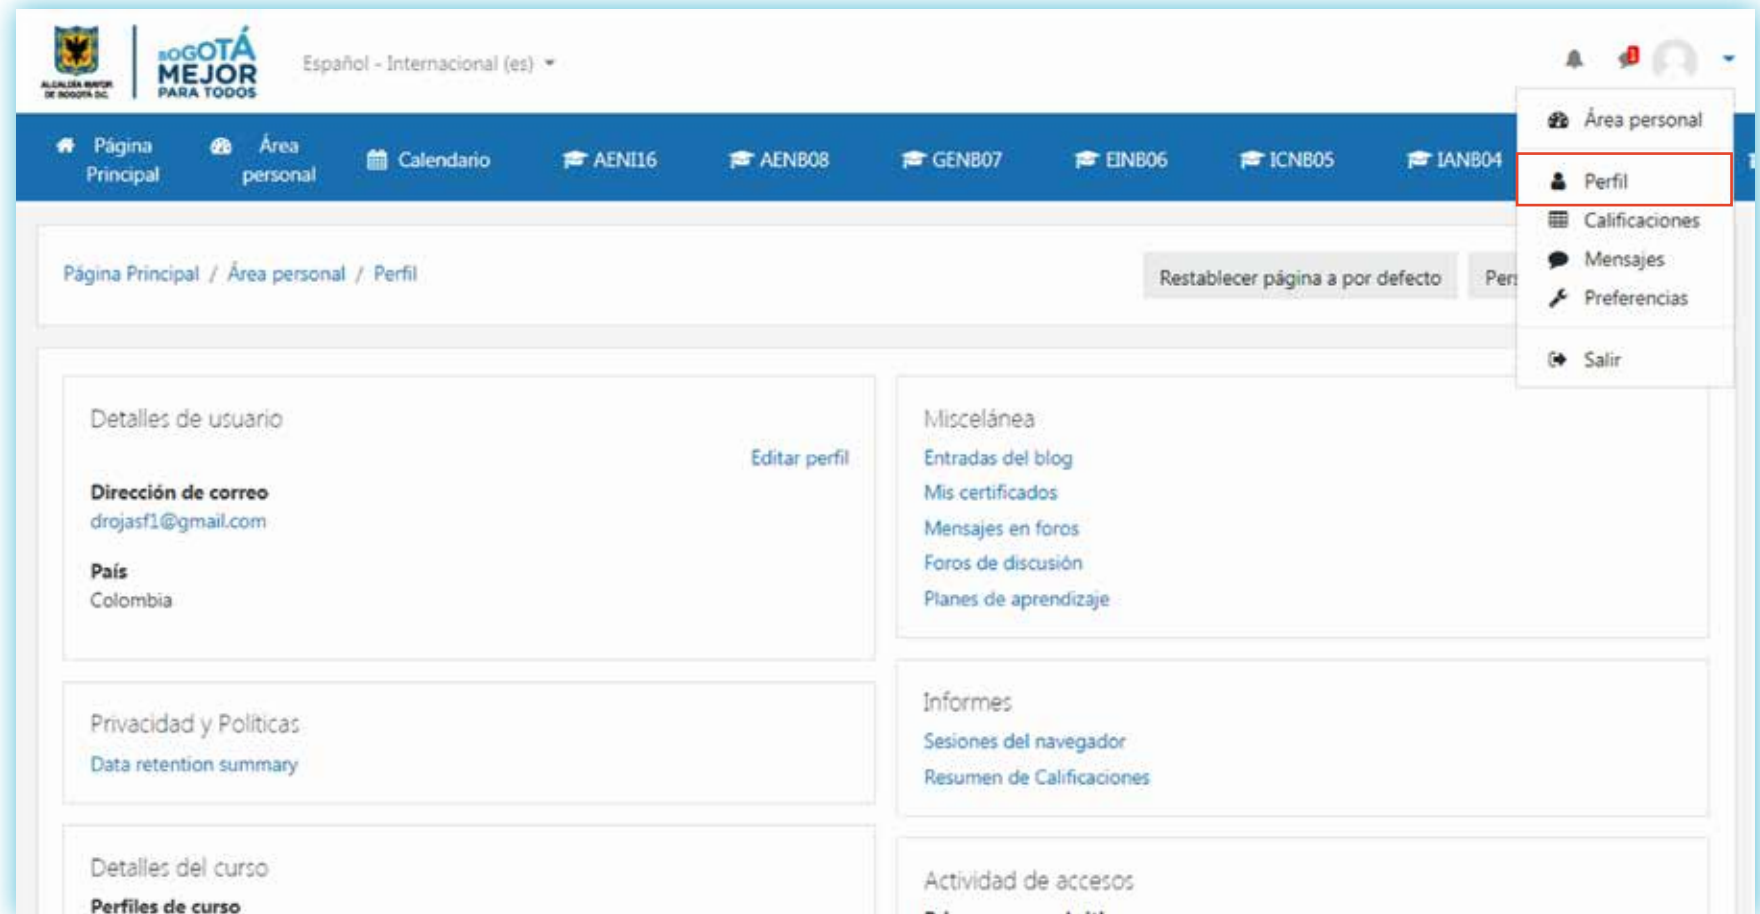 ALCALDÍA MAYOR
DE BOGOTÁ D.C.
BOGOTÁ
MEJOR
PARA TODOS
Español - Internacional (es)
Página Principal
Área personal
Calendario
AENI16
AENB08
GENB07
EINB06
ICNB05
IANB04
Área personal
Perfil
Calificaciones
Mensajes
Preferencias
Salir
Página Principal / Área personal / Perfil
Restablecer página a por defecto
Detalles de usuario
Editar perfil
Dirección de correo
drojasf1@gmail.com
País
Colombia
Privacidad y Políticas
Data retention summary
Detalles del curso
Perfiles de curso
Miscelánea
Entradas del blog
Mis certificados
Mensajes en foros
Foros de discusión
Planes de aprendizaje
Informes
Sesiones del navegador
Resumen de Calificaciones
Actividad de accesos